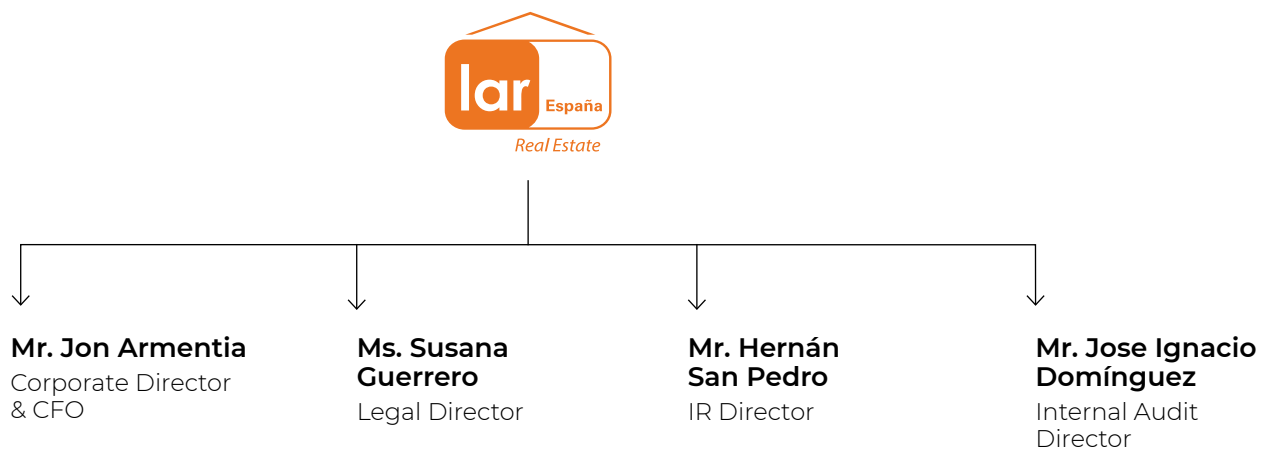 lar
España
Real Estate
Mr. Jon Armentia
Corporate Director
& CFO
Ms. Susana
Guerrero
Legal Director
Mr. Hernán
San Pedro
IR Director
Mr. Jose Ignacio
Domínguez
Internal Audit
Director